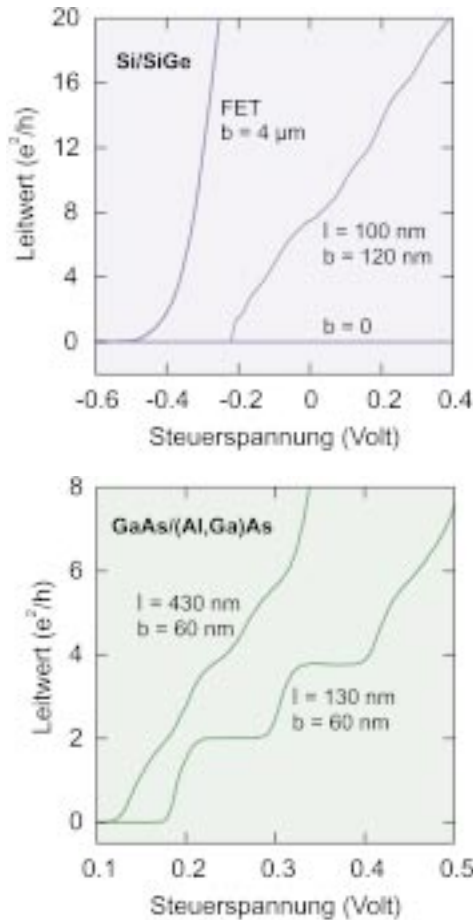 20
Si/SiGe
16
FET
b = 4 µm
12
8
l = 100 nm
b = 120 nm
4
b = 0
0
Leitwert (e²/h)
-0.6 -0.4 -0.2 0 0.2 0.4
Steuerspannung (Volt)
8
GaAs/(Al,Ga)As
6
l = 430 nm
b = 60 nm
4
l = 130 nm
b = 60 nm
2
0
Leitwert (e²/h)
0.1 0.2 0.3 0.4 0.5
Steuerspannung (Volt)